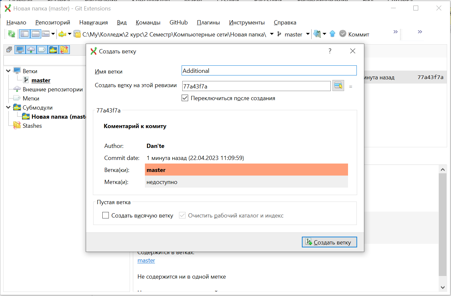 Новая папка (master) - Git Extensions
Начало Репозиторий Навигация Вид Команды GitHub Плагины Инструменты Справка
C:\My\Колледж\2 курс\2 Семестр\Компьютерные сети\Новая папка\ master Коммит
Ветки
master
Внешние репозитории
Метки
Субмодули
Новая папка (mast
Stashes
Создать ветку
Имя ветки Additional
Создать ветку на этой ревизии 77a43f7a
Переключиться после создания
77a43f7a
Коментарий к комиту
Author: Dan'te
Commit date: 1 минута назад (22.04.2023 11:09:59)
Ветка(ки): master
Метка(и): недоступно
Пустая ветка
Создать висячую ветку Очистить рабочий каталог и индекс
Создать ветку
минута назад 77a43f7a
Содержится в ветках:
master
Не содержится ни в одной метке